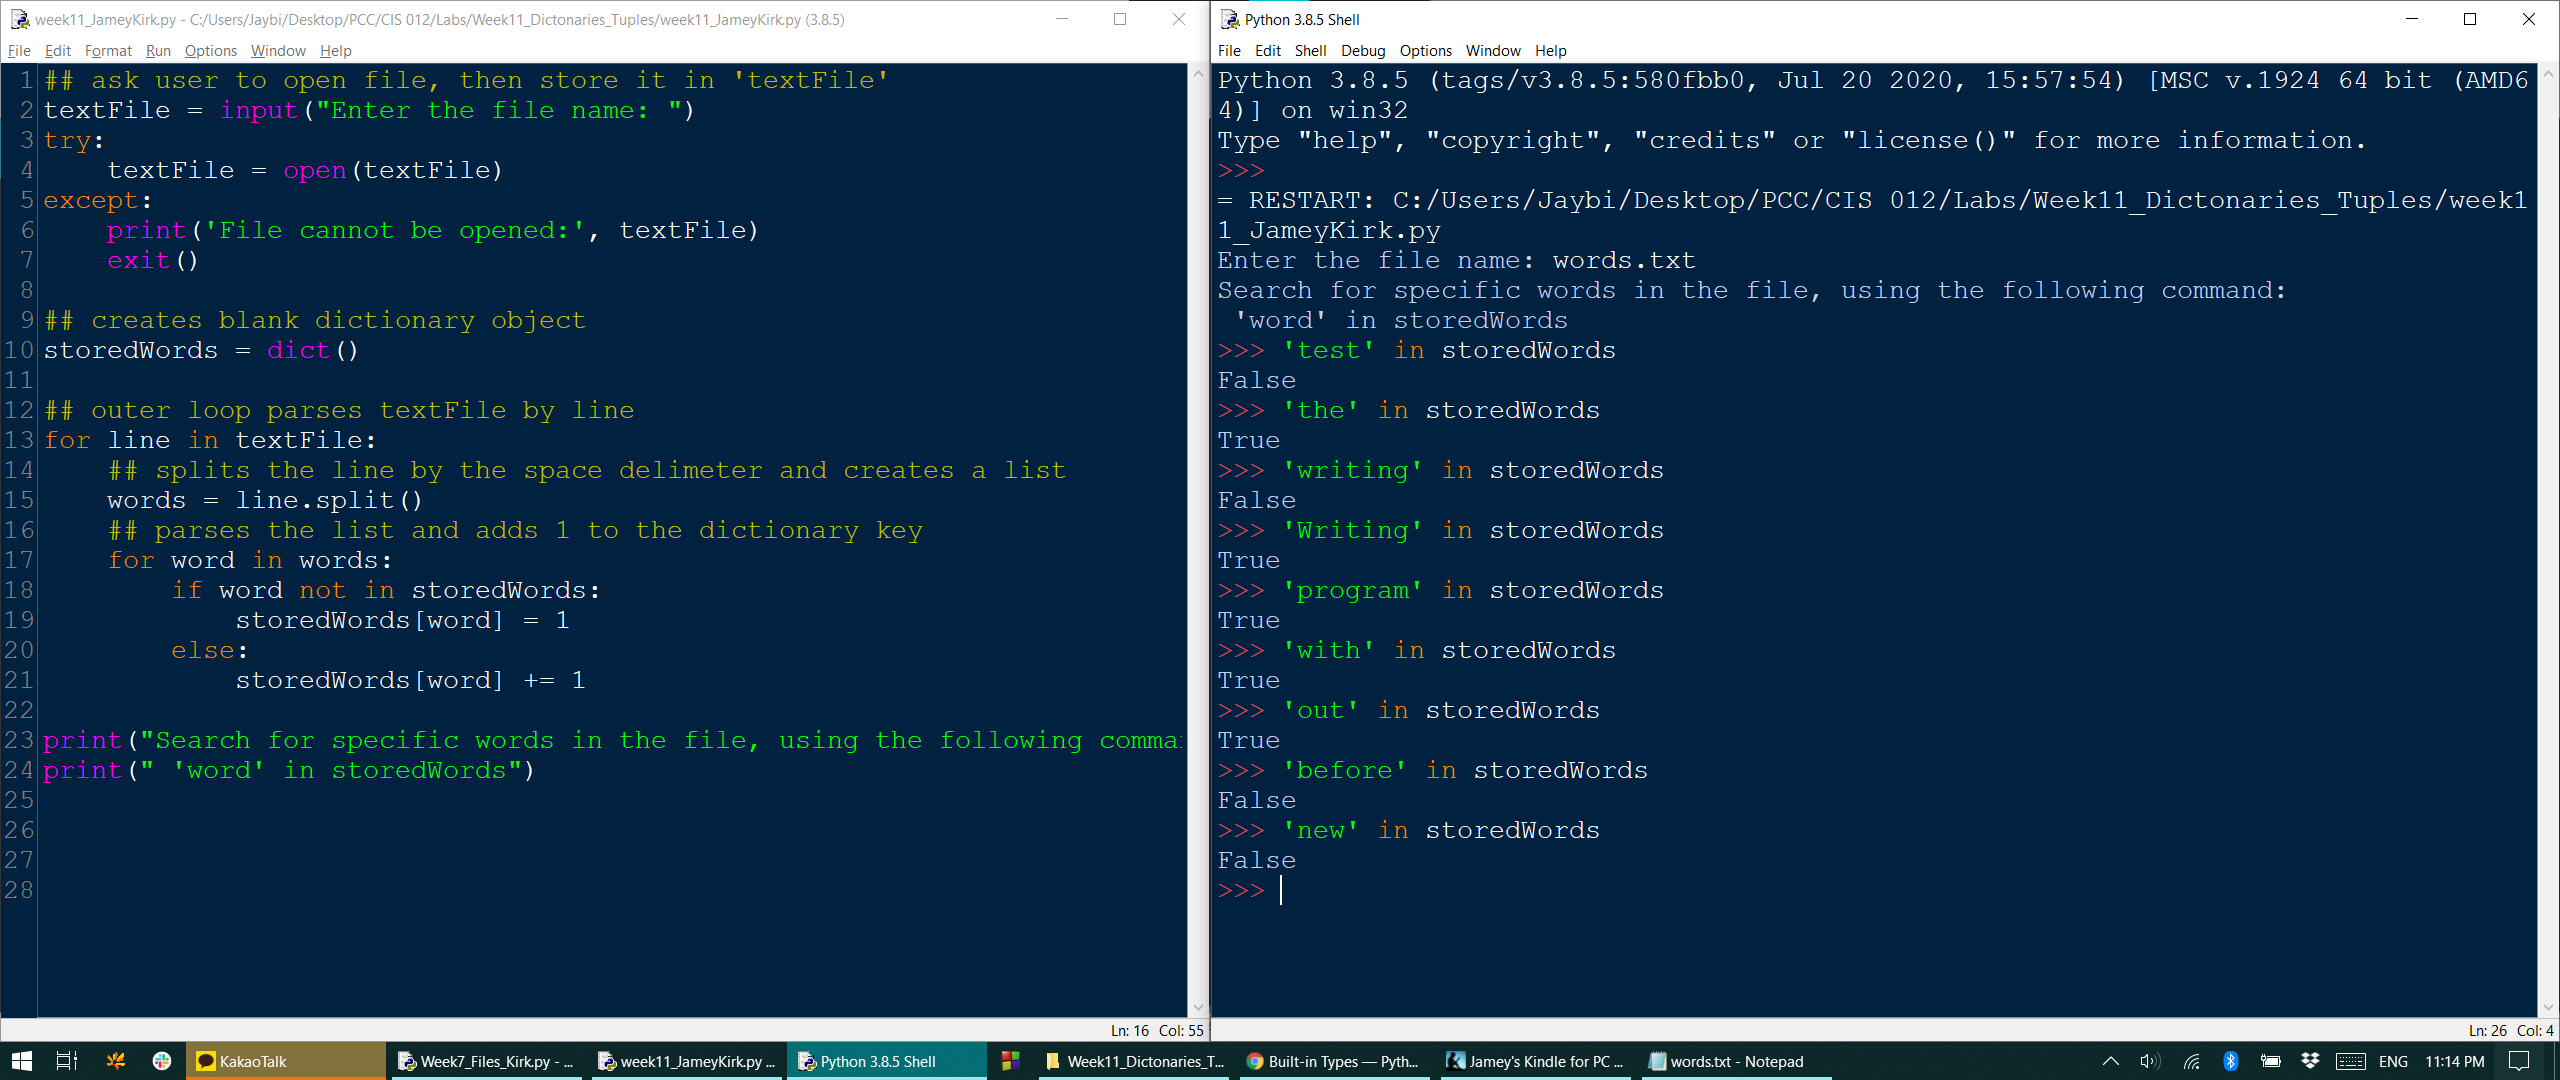 week11_JameyKirk.py - C:/Users/Jaybi/Desktop/PCC/CIS 012/Labs/Week11_Dictonaries_Tuples/week11_JameyKirk.py (3.8.5)
File Edit Format Run Options Window Help
1 ## ask user to open file, then store it in 'textFile'
2 textFile = input("Enter the file name: ")
3 try:
4     textFile = open(textFile)
5 except:
6     print('File cannot be opened:', textFile)
7     exit()
8
9 ## creates blank dictionary object
10 storedWords = dict()
11
12 ## outer loop parses textFile by line
13 for line in textFile:
14     ## splits the line by the space delimeter and creates a list
15     words = line.split()
16     ## parses the list and adds 1 to the dictionary key
17     for word in words:
18         if word not in storedWords:
19             storedWords[word] = 1
20         else:
21             storedWords[word] += 1
22
23 print("Search for specific words in the file, using the following comma
24 print(" 'word' in storedWords")
25
26
27
28
Ln: 16 Col: 55
Python 3.8.5 Shell
File Edit Shell Debug Options Window Help
Python 3.8.5 (tags/v3.8.5:580fbb0, Jul 20 2020, 15:57:54) [MSC v.1924 64 bit (AMD6
4)] on win32
Type "help", "copyright", "credits" or "license()" for more information.
>>>
= RESTART: C:/Users/Jaybi/Desktop/PCC/CIS 012/Labs/Week11_Dictonaries_Tuples/week1
1_JameyKirk.py
Enter the file name: words.txt
Search for specific words in the file, using the following command:
 'word' in storedWords
>>> 'test' in storedWords
False
>>> 'the' in storedWords
True
>>> 'writing' in storedWords
False
>>> 'Writing' in storedWords
True
>>> 'program' in storedWords
True
>>> 'with' in storedWords
True
>>> 'out' in storedWords
True
>>> 'before' in storedWords
False
>>> 'new' in storedWords
False
>>>
Ln: 26 Col: 4
KakaoTalk
Week7_Files_Kirk.py - ...
week11_JameyKirk.py ...
Python 3.8.5 Shell
Week11_Dictonaries_T...
Built-in Types — Pyth...
Jamey's Kindle for PC ...
words.txt - Notepad
ENG
11:14 PM